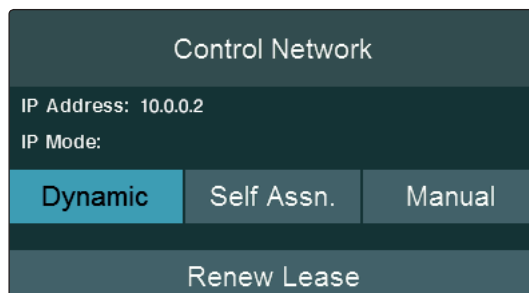 Control Network
IP Address: 10.0.0.2
IP Mode:
Dynamic Self Assn. Manual
Renew Lease